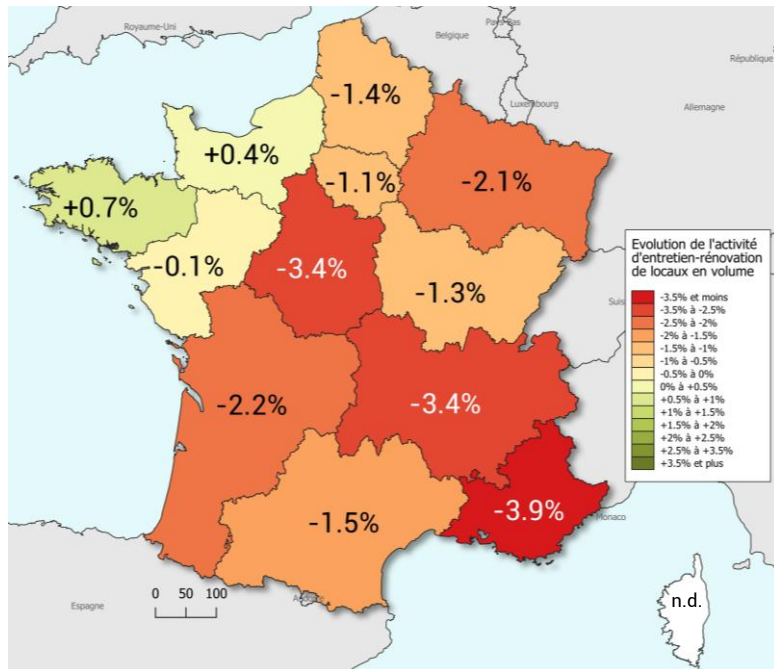 Royaume-Uni
Belgique
Pays-Bas
Luxembourg
Allemagne
République
-1.4%
+0.4%
-1.1%
-2.1%
+0.7%
-0.1%
-3.4%
-1.3%
Suis
-2.2%
-3.4%
-1.5%
-3.9%
Monaco
Espagne
0 50 100
n.d.
Evolution de l'activité
d'entretien-rénovation
de locaux en volume
-3.5% et moins
-3.5% à -2.5%
-2.5% à -2%
-2% à -1.5%
-1.5% à -1%
-1% à -0.5%
-0.5% à 0%
0% à +0.5%
+0.5% à +1%
+1% à +1.5%
+1.5% à +2%
+2% à +2.5%
+2.5% à +3.5%
+3.5% et plus